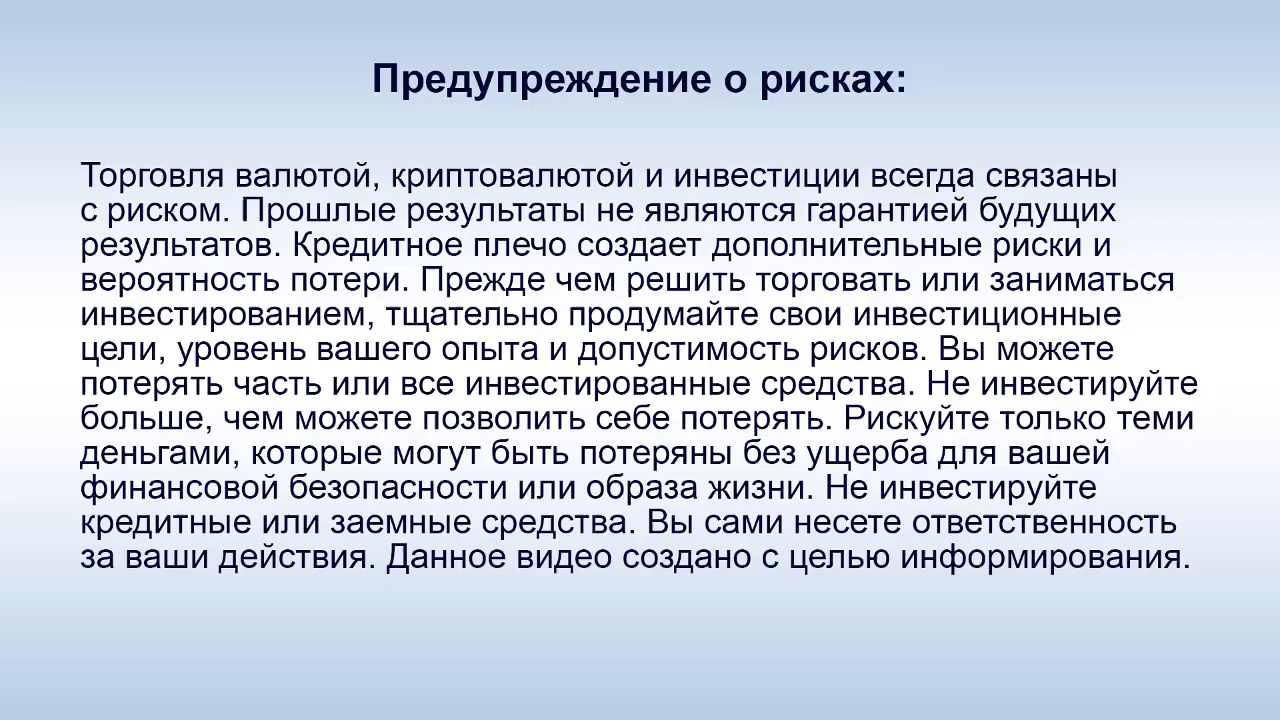 Предупреждение о рисках:
Торговля валютой, криптовалютой и инвестиции всегда связаны
с риском. Прошлые результаты не являются гарантией будущих
результатов. Кредитное плечо создает дополнительные риски и
вероятность потери. Прежде чем решить торговать или заниматься
инвестированием, тщательно продумайте свои инвестиционные
цели, уровень вашего опыта и допустимость рисков. Вы можете
потерять часть или все инвестированные средства. Не инвестируйте
больше, чем можете позволить себе потерять. Рискуйте только теми
деньгами, которые могут быть потеряны без ущерба для вашей
финансовой безопасности или образа жизни. Не инвестируйте
кредитные или заемные средства. Вы сами несете ответственность
за ваши действия. Данное видео создано с целью информирования.